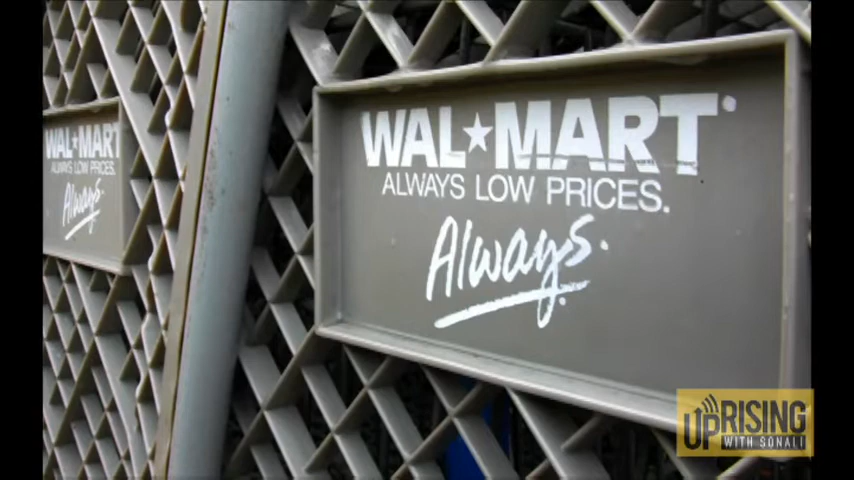 WAL★MART
ALWAYS LOW PRICES.
Always.
WAL★MART®
ALWAYS LOW PRICES.
Always.
UPRISING
WITH SONALI